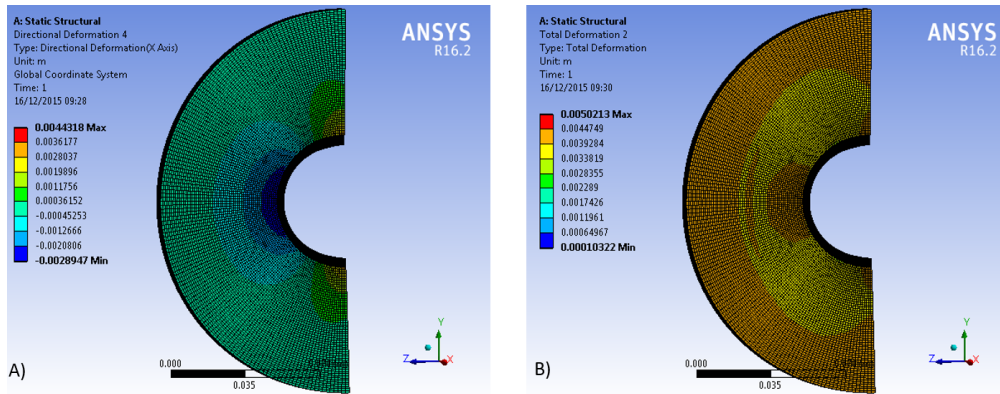 A: Static Structural
Directional Deformation 4
Type: Directional Deformation(X Axis)
Unit: m
Global Coordinate System
Time: 1
16/12/2015 09:28
ANSYS
R16.2
0.0044318 Max
0.0036177
0.0028037
0.0019896
0.0011756
0.00036152
-0.00045253
-0.0012666
-0.0020806
-0.0028947 Min
Y
Z
X
0.000
0.035
A)
A: Static Structural
Total Deformation 2
Type: Total Deformation
Unit: m
Time: 1
16/12/2015 09:30
ANSYS
R16.2
0.0050213 Max
0.0044749
0.0039284
0.0033819
0.0028355
0.002289
0.0017426
0.0011961
0.00064967
0.00010322 Min
Y
Z
X
0.000
0.035
B)